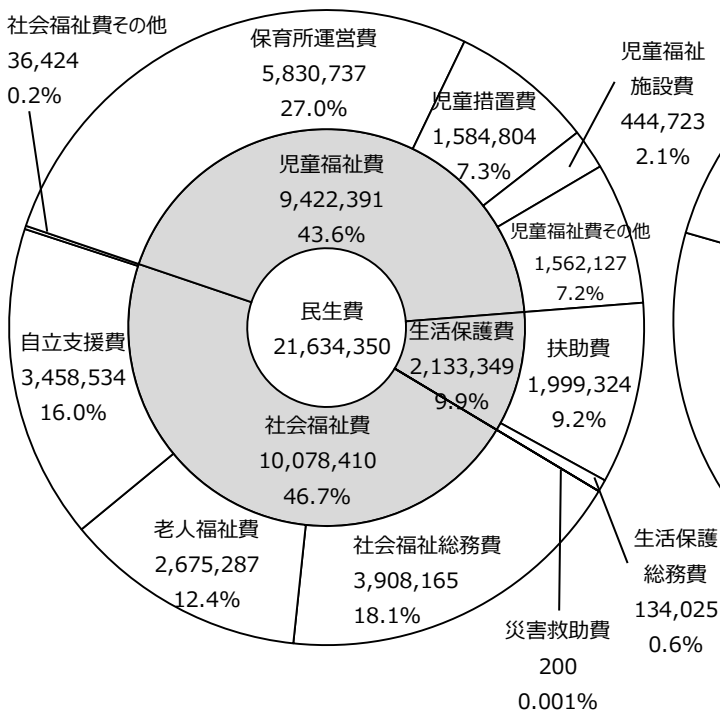 社会福祉費その他
36,424
0.2%
保育所運営費
5,830,737
27.0%
児童措置費
1,584,804
7.3%
児童福祉
施設費
444,723
2.1%
児童福祉費
9,422,391
43.6%
児童福祉費その他
1,562,127
7.2%
民生費
21,634,350
生活保護費
2,133,349
9.9%
扶助費
1,999,324
9.2%
自立支援費
3,458,534
16.0%
社会福祉費
10,078,410
46.7%
老人福祉費
2,675,287
12.4%
社会福祉総務費
3,908,165
18.1%
災害救助費
200
0.001%
生活保護
総務費
134,025
0.6%